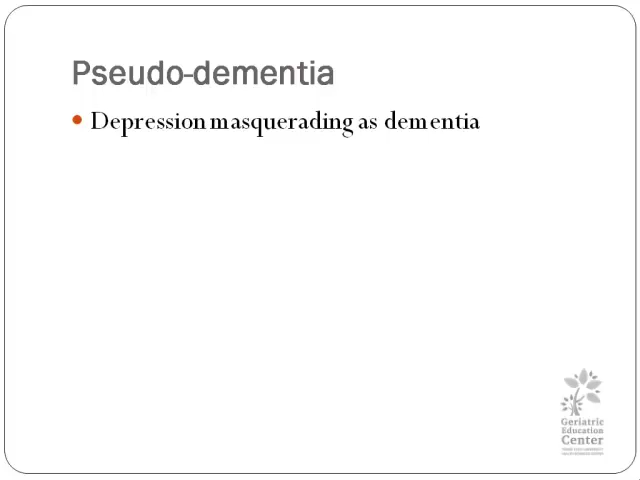 Pseudo-dementia
Depression masquerading as dementia
Geriatric
Education
Center